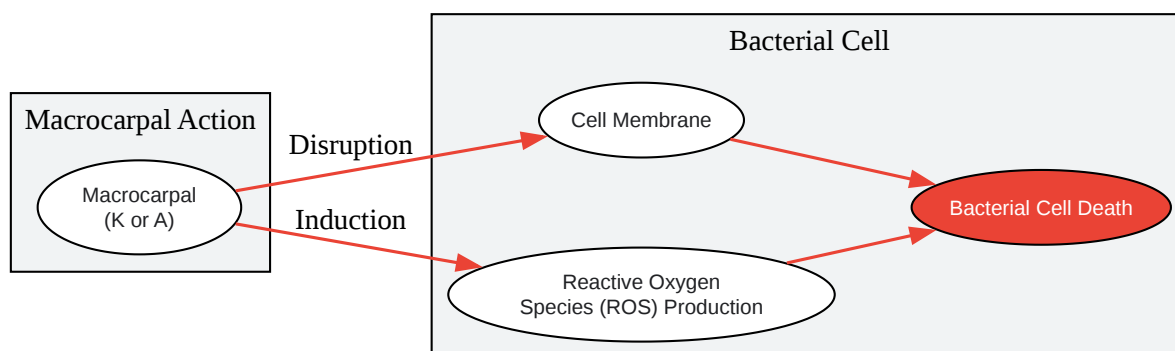 Bacterial Cell
Macrocarpal Action
Disruption
Cell Membrane
Macrocarpal
(K or A)
Induction
Bacterial Cell Death
Reactive Oxygen
Species (ROS) Production